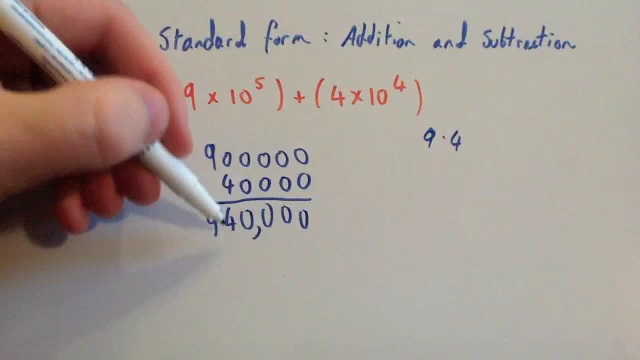 Standard form : Addition and Subtraction
9 × 10⁵ ) + ( 4 × 10⁴ )
9 · 4
900000
40000
940,000